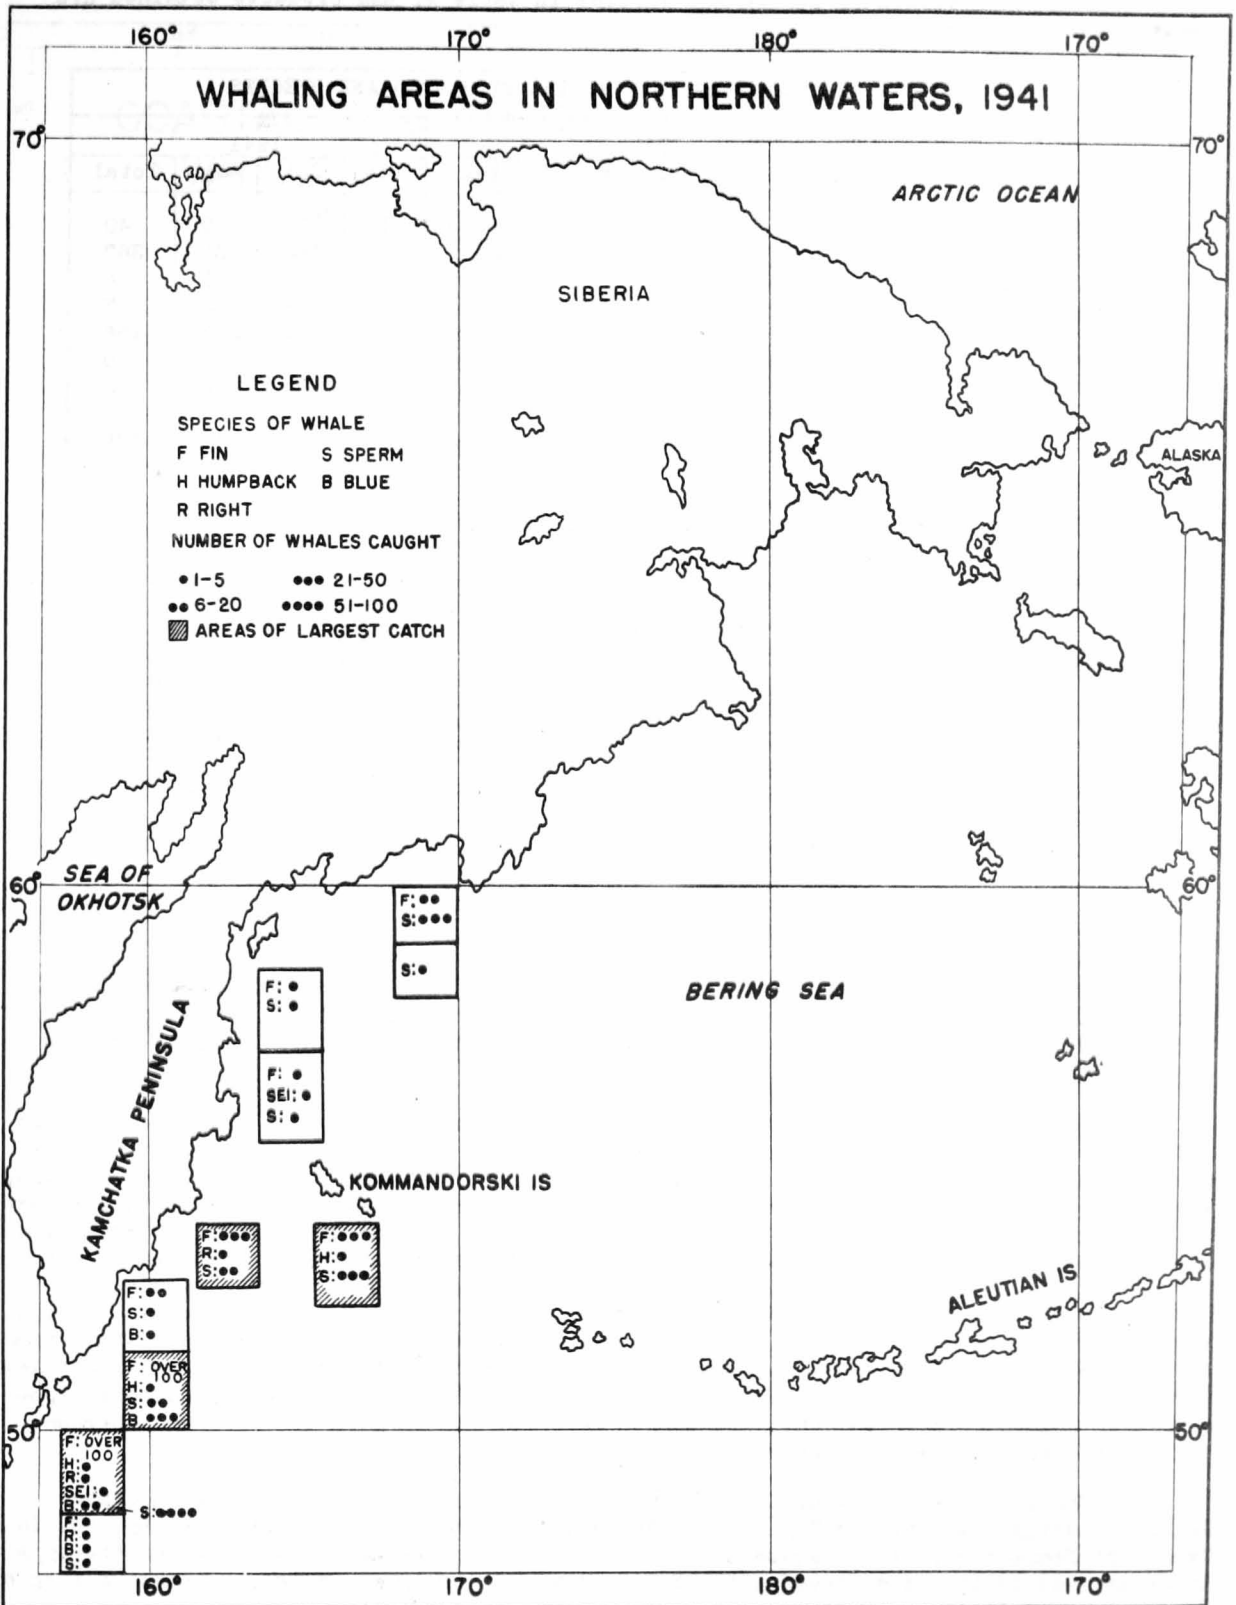 160° 170° 180° 170°
WHALING AREAS IN NORTHERN WATERS, 1941
70° 70°
ARCTIC OCEAN
SIBERIA
LEGEND
SPECIES OF WHALE
F FIN S SPERM
H HUMPBACK B BLUE
R RIGHT
NUMBER OF WHALES CAUGHT
• 1-5 ••• 21-50
•• 6-20 •••• 51-100
AREAS OF LARGEST CATCH
ALASKA
SEA OF
OKHOTSK
60° 60°
F: ••
S: •••
S: •
BERING SEA
F: •
S: •
F: •
SEI: •
S: •
KAMCHATKA PENINSULA
KOMMANDORSKI IS
F: •••
R: •
S: ••
F: •••
H: •
S: •••
ALEUTIAN IS
F: ••
S: •
B: •
F: OVER
100
H: •
S: ••
B •••
50° 50°
F: OVER
100
H: •
R: •
SEI: •
B: ••
S: ••••
F: •
R: •
B: •
S: •
160° 170° 180° 170°